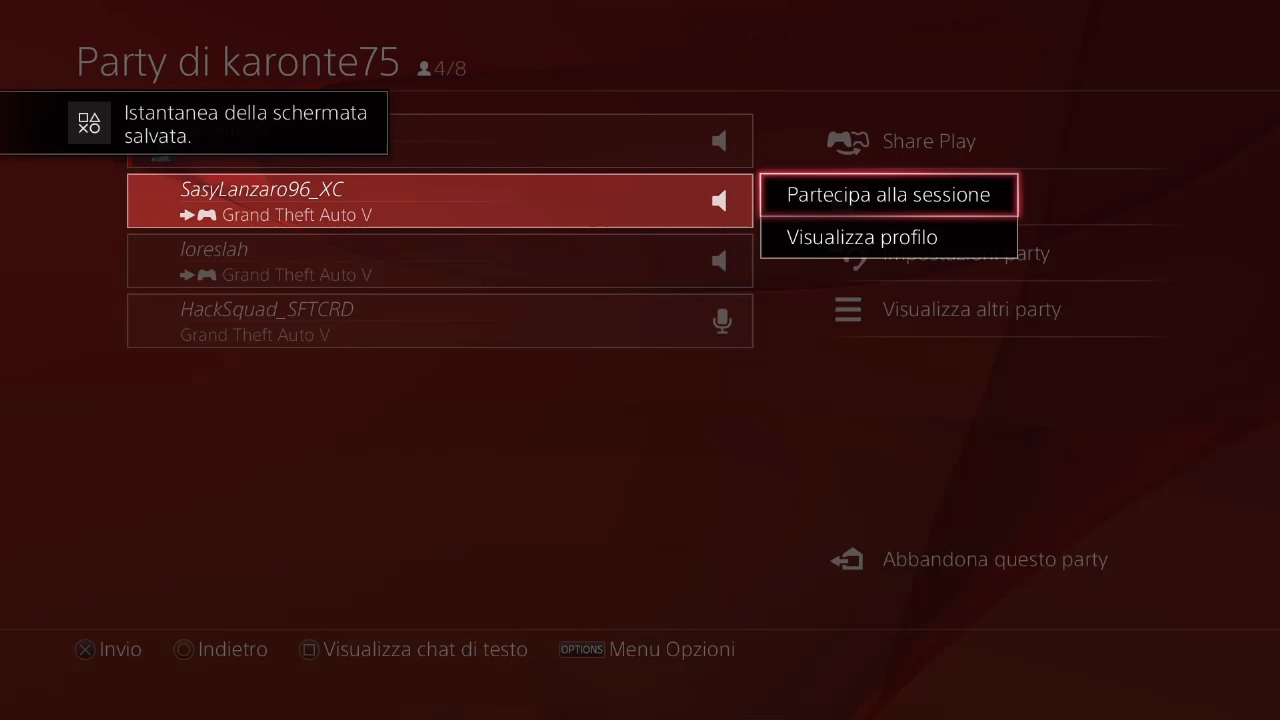 Party di karonte75 4/8
Istantanea della schermata
salvata.
Share Play
SasyLanzaro96_XC
Grand Theft Auto V
Partecipa alla sessione
Visualizza profilo
Impostazioni party
loreslah
Grand Theft Auto V
HackSquad_SFTCRD
Grand Theft Auto V
Visualizza altri party
Abbandona questo party
Invio Indietro Visualizza chat di testo OPTIONS Menu Opzioni